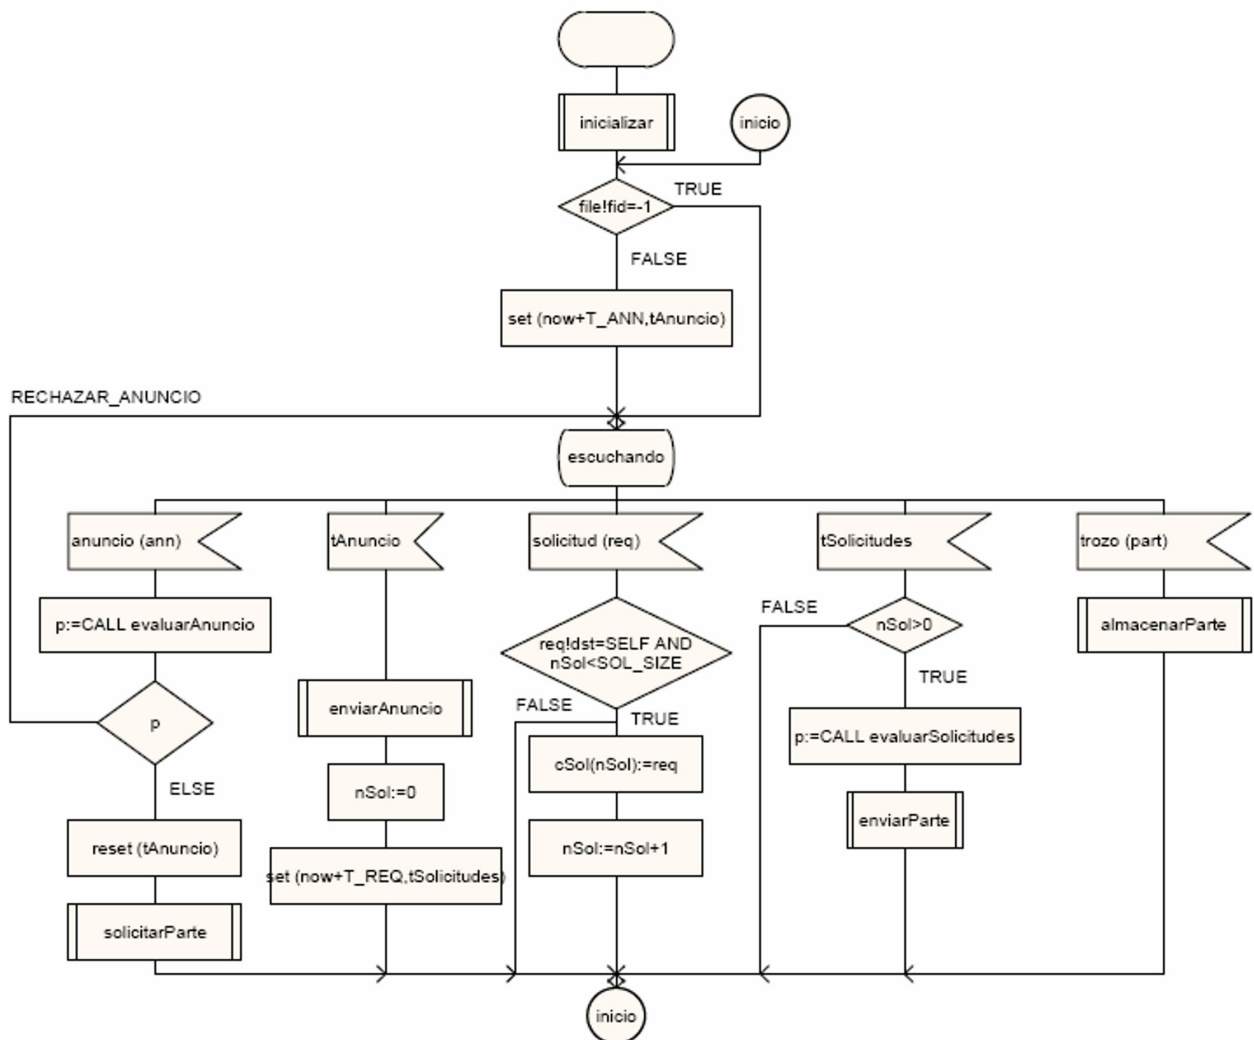 inicializar
inicio
TRUE
file!fid=-1
FALSE
set (now+T_ANN,tAnuncio)
RECHAZAR_ANUNCIO
escuchando
anuncio (ann)
tAnuncio
solicitud (req)
tSolicitudes
trozo (part)
p:=CALL evaluarAnuncio
req!dst=SELF AND
nSol<SOL_SIZE
FALSE
nSol>0
almacenarParte
TRUE
p
enviarAnuncio
FALSE
TRUE
p:=CALL evaluarSolicitudes
cSol(nSol):=req
ELSE
nSol:=0
enviarParte
reset (tAnuncio)
nSol:=nSol+1
set (now+T_REQ,tSolicitudes)
solicitarParte
inicio